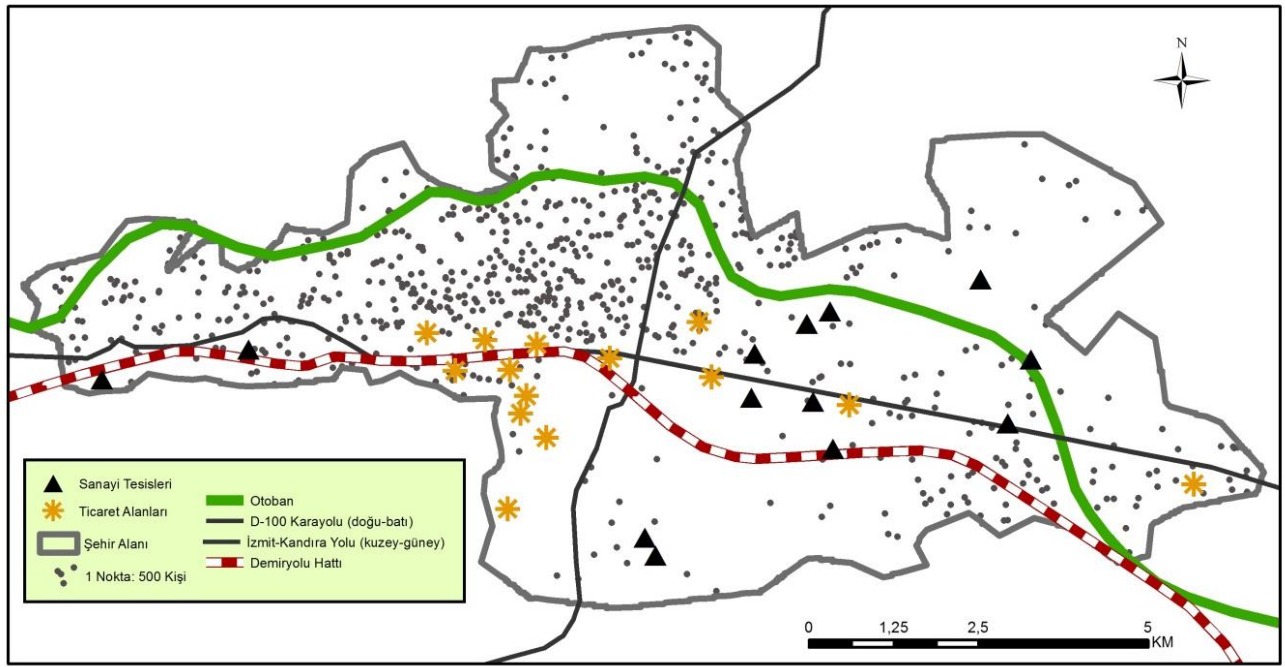 N
Sanayi Tesisleri
Ticaret Alanları
Şehir Alanı
1 Nokta: 500 Kişi
Otoban
D-100 Karayolu (doğu-batı)
İzmit-Kandıra Yolu (kuzey-güney)
Demiryolu Hattı
0 1,25 2,5 5
KM